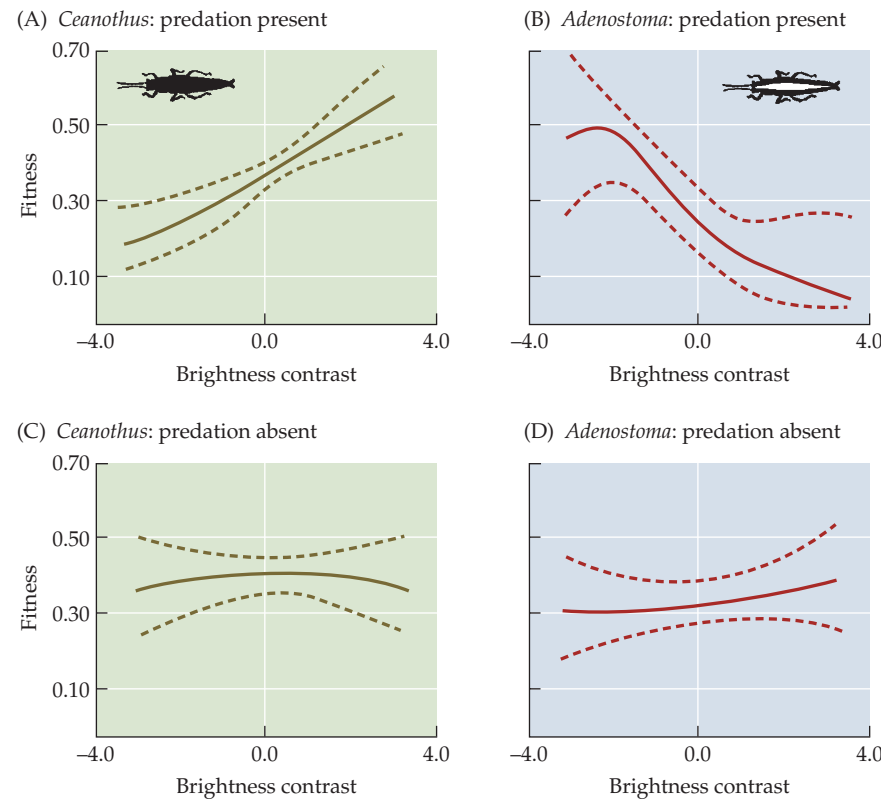 (A) Ceanothus: predation present
0.70
0.50
0.30
0.10
Fitness
–4.0 0.0 4.0
Brightness contrast
(B) Adenostoma: predation present
–4.0 0.0 4.0
Brightness contrast
(C) Ceanothus: predation absent
0.70
0.50
0.30
0.10
Fitness
–4.0 0.0 4.0
Brightness contrast
(D) Adenostoma: predation absent
–4.0 0.0 4.0
Brightness contrast